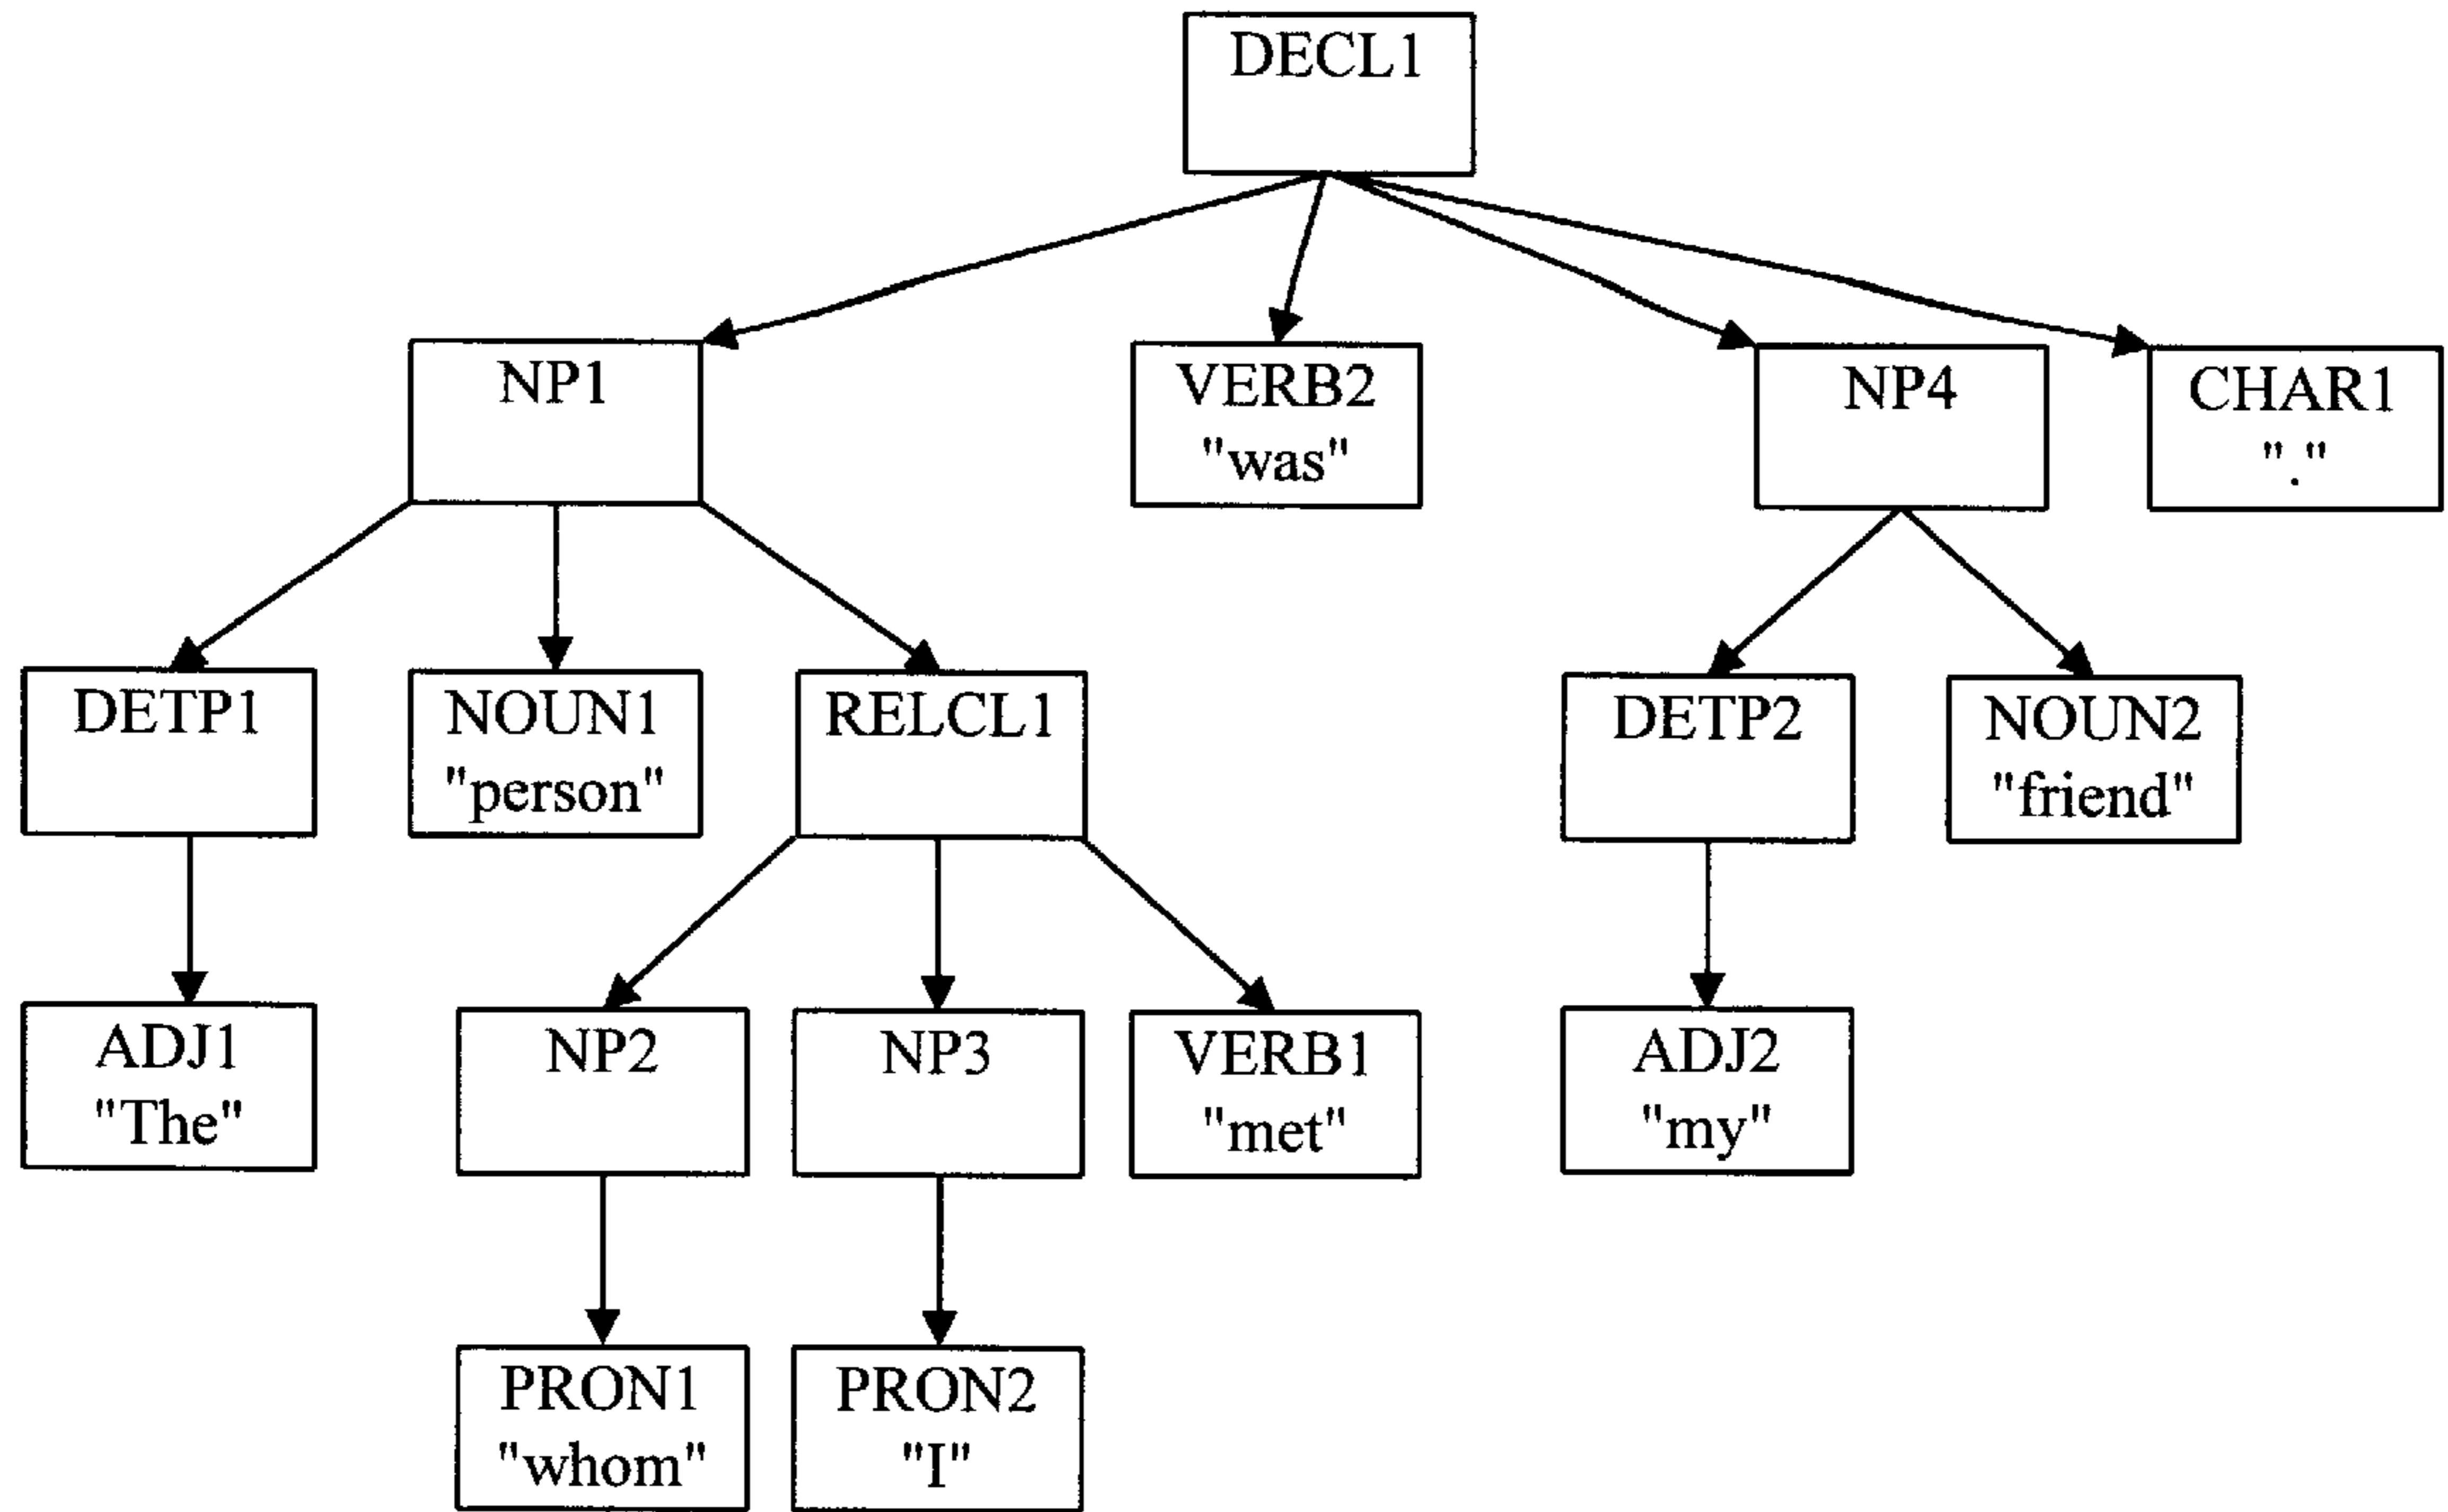 DECL1
NP1
VERB2
"was"
NP4
CHAR1
"."
DETP1
NOUN1
"person"
RELCL1
DETP2
NOUN2
"friend"
ADJ1
"The"
NP2
NP3
VERB1
"met"
ADJ2
"my"
PRON1
"whom"
PRON2
"I"